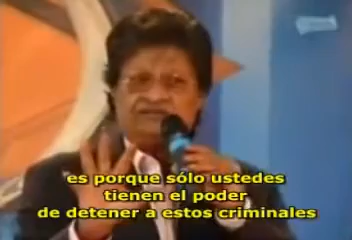 es porque sólo ustedes
tienen el poder
de detener a estos criminales